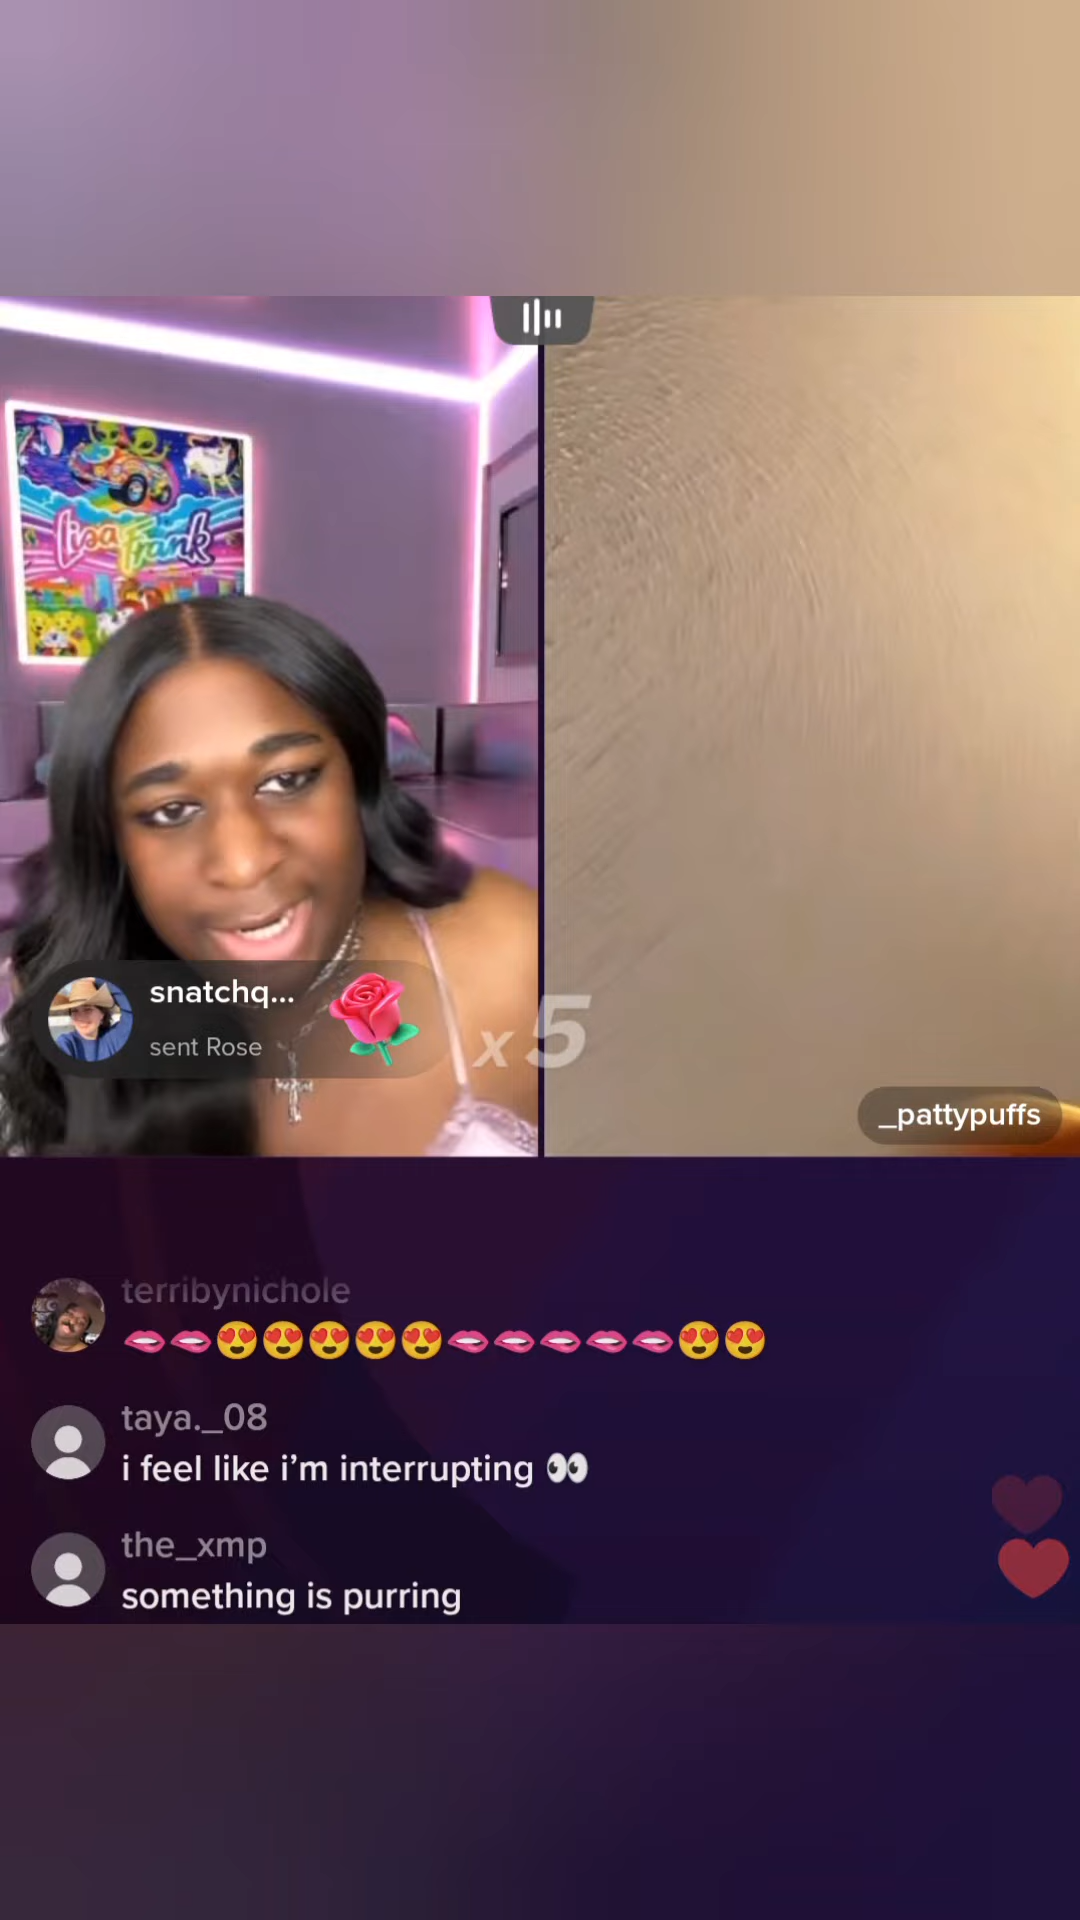 Lisa Frank
snatchq...
sent Rose
x5
_pattypuffs
terribynichole
taya._08
i feel like i’m interrupting
the_xmp
something is purring